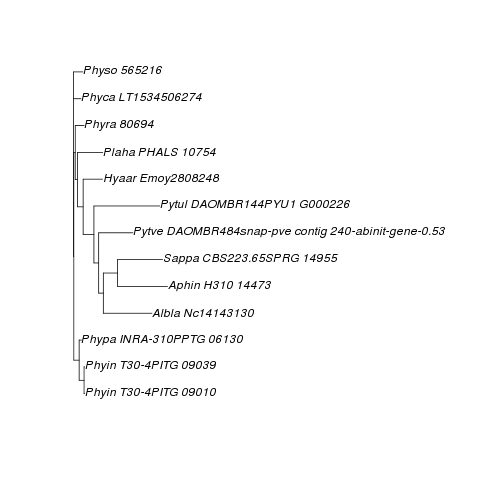 Physo 565216
Phyca LT1534506274
Phyra 80694
Plaha PHALS 10754
Hyaar Emoy2808248
Pytul DAOMBR144PYU1 G000226
Pytve DAOMBR484snap-pve contig 240-abinit-gene-0.53
Sappa CBS223.65SPRG 14955
Aphin H310 14473
Albla Nc14143130
Phypa INRA-310PPTG 06130
Phyin T30-4PITG 09039
Phyin T30-4PITG 09010